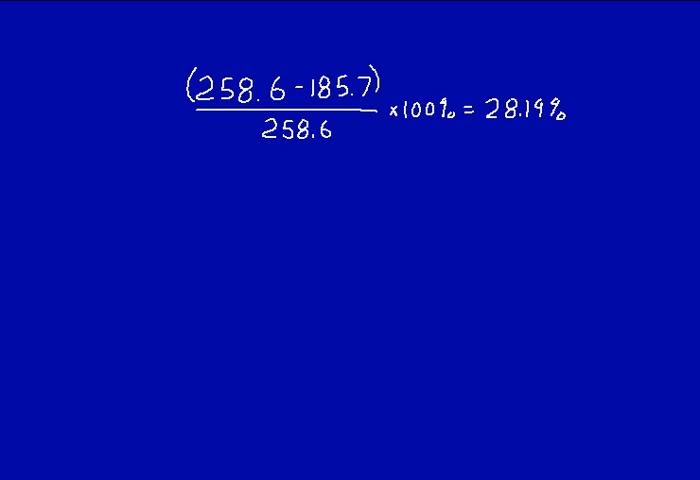 (258.6 - 185.7)
258.6
×100% = 28.19%